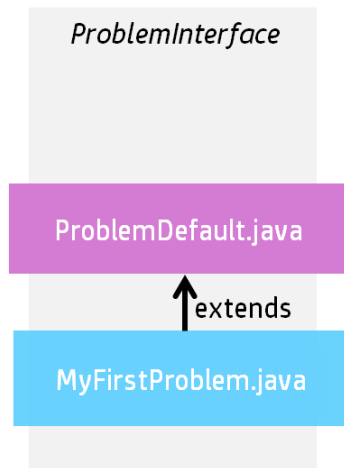 ProblemInterface
ProblemDefault.java
extends
MyFirstProblem.java